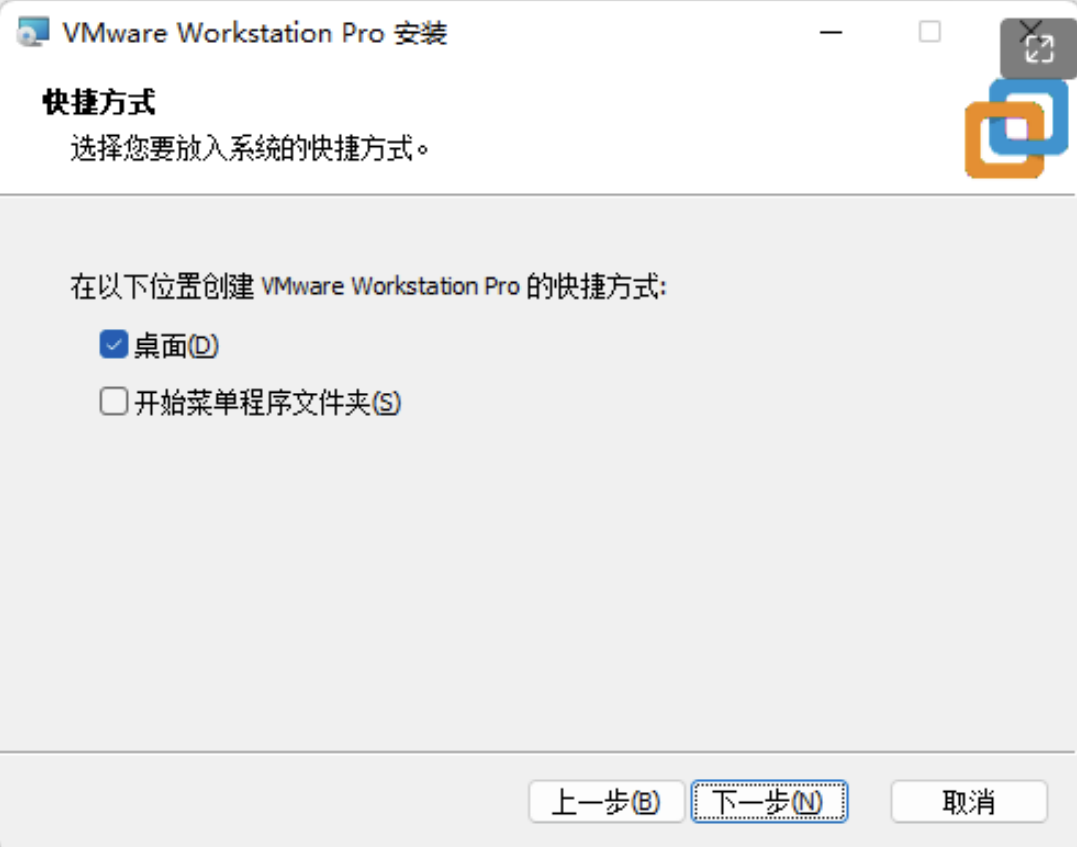 VMware Workstation Pro 安装
快捷方式
选择您要放入系统的快捷方式。
在以下位置创建 VMware Workstation Pro 的快捷方式:
桌面(D)
开始菜单程序文件夹(S)
上一步(B) 下一步(N) 取消